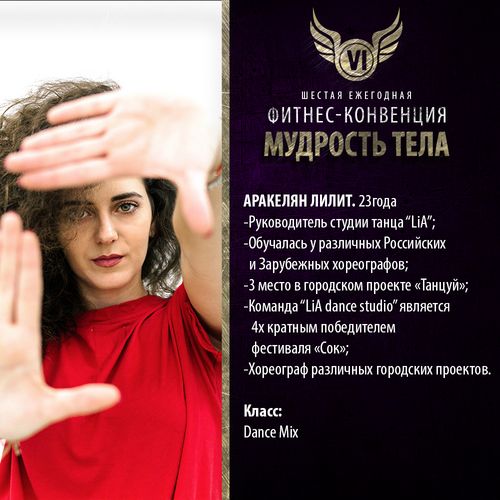 VI
ШЕСТАЯ ЕЖЕГОДНАЯ
ФИТНЕС-КОНВЕНЦИЯ
МУДРОСТЬ ТЕЛА
АРАКЕЛЯН ЛИЛИТ. 23года
-Руководитель студии танца “LiA”;
-Обучалась у различных Российских
и Зарубежных хореографов;
-3 место в городском проекте «Танцуй»;
-Команда “LiA dance studio” является
4х кратным победителем
фестиваля «Сок»;
-Хореограф различных городских проектов.
Класс:
Dance Mix